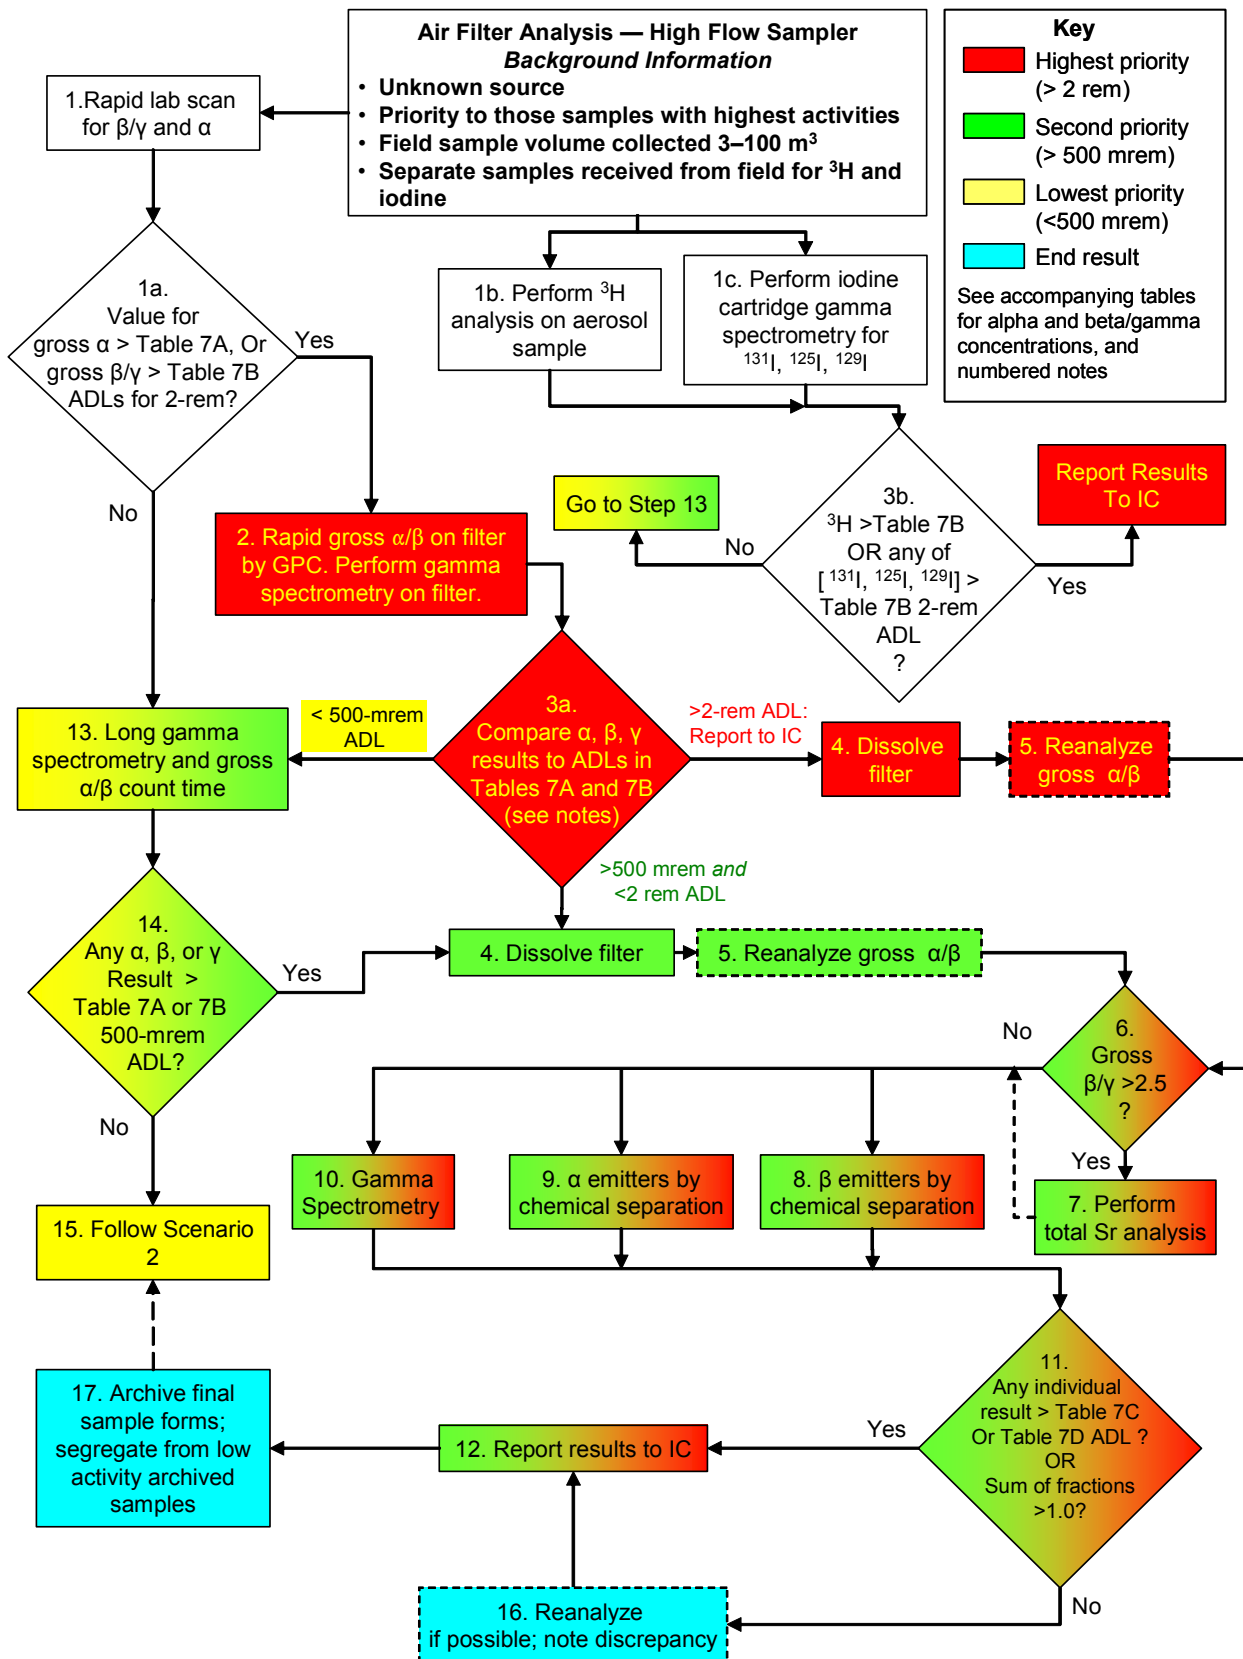 Air Filter Analysis — High Flow Sampler
Background Information
• Unknown source
• Priority to those samples with highest activities
• Field sample volume collected 3–100 m³
• Separate samples received from field for ³H and
iodine
Key
Highest priority
(> 2 rem)
Second priority
(> 500 mrem)
Lowest priority
(<500 mrem)
End result
See accompanying tables
for alpha and beta/gamma
concentrations, and
numbered notes
1.Rapid lab scan
for β/γ and α
1a.
Value for
gross α > Table 7A, Or
gross β/γ > Table 7B
ADLs for 2-rem?
Yes
No
1b. Perform ³H
analysis on aerosol
sample
1c. Perform iodine
cartridge gamma
spectrometry for
¹³¹I, ¹²⁵I, ¹²⁹I
3b.
³H >Table 7B
OR any of
[ ¹³¹I, ¹²⁵I, ¹²⁹I] >
Table 7B 2-rem
ADL
?
No
Yes
Go to Step 13
Report Results
To IC
2. Rapid gross α/β on filter
by GPC. Perform gamma
spectrometry on filter.
3a.
Compare α, β, γ
results to ADLs in
Tables 7A and 7B
(see notes)
< 500-mrem
ADL
>2-rem ADL:
Report to IC
>500 mrem and
<2 rem ADL
4. Dissolve
filter
5. Reanalyze
gross α/β
13. Long gamma
spectrometry and gross
α/β count time
14.
Any α, β, or γ
Result >
Table 7A or 7B
500-mrem
ADL?
Yes
No
4. Dissolve filter
5. Reanalyze gross α/β
6.
Gross
β/γ >2.5
?
No
Yes
7. Perform
total Sr analysis
10. Gamma
Spectrometry
9. α emitters by
chemical separation
8. β emitters by
chemical separation
15. Follow Scenario
2
11.
Any individual
result > Table 7C
Or Table 7D ADL ?
OR
Sum of fractions
>1.0?
Yes
No
12. Report results to IC
17. Archive final
sample forms;
segregate from low
activity archived
samples
16. Reanalyze
if possible; note discrepancy